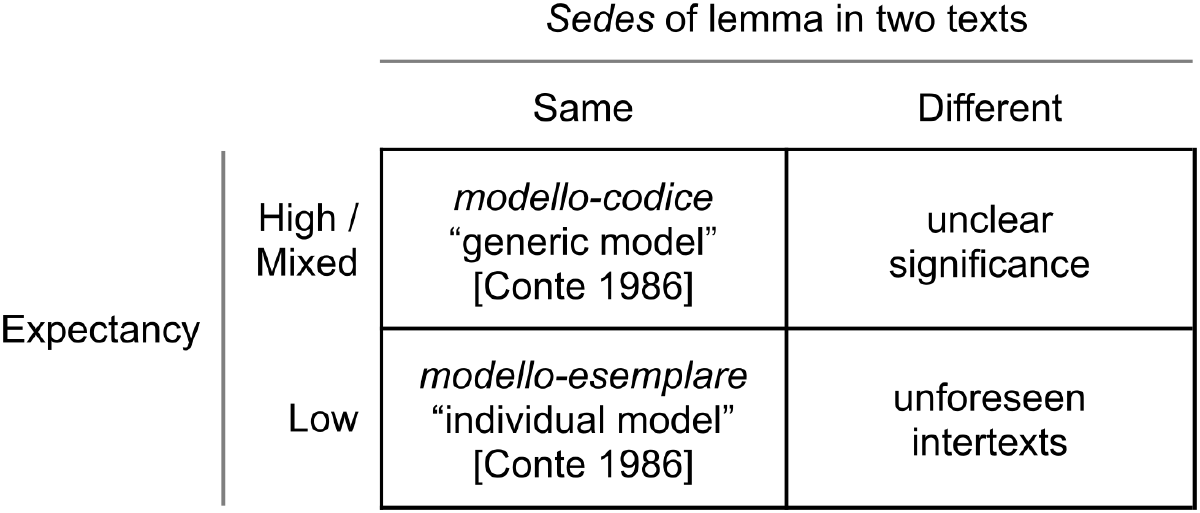 Sedes of lemma in two texts
Same
Different
High /
Mixed
modello-codice
“generic model”
[Conte 1986]
unclear
significance
Expectancy
Low
modello-esemplare
“individual model”
[Conte 1986]
unforeseen
intertexts